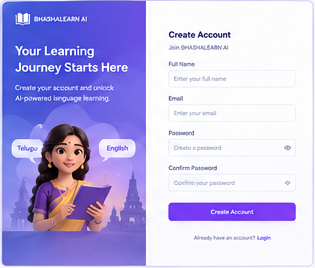 BHASHALEARN AI
Your Learning
Journey Starts Here
Create your account and unlock
AI-powered language learning.
Telugu
English
Create Account
Join BHASHALEARN AI
Full Name
Enter your full name
Email
Enter your email
Password
Create a password
Confirm Password
Confirm your password
Create Account
Already have an account? Login